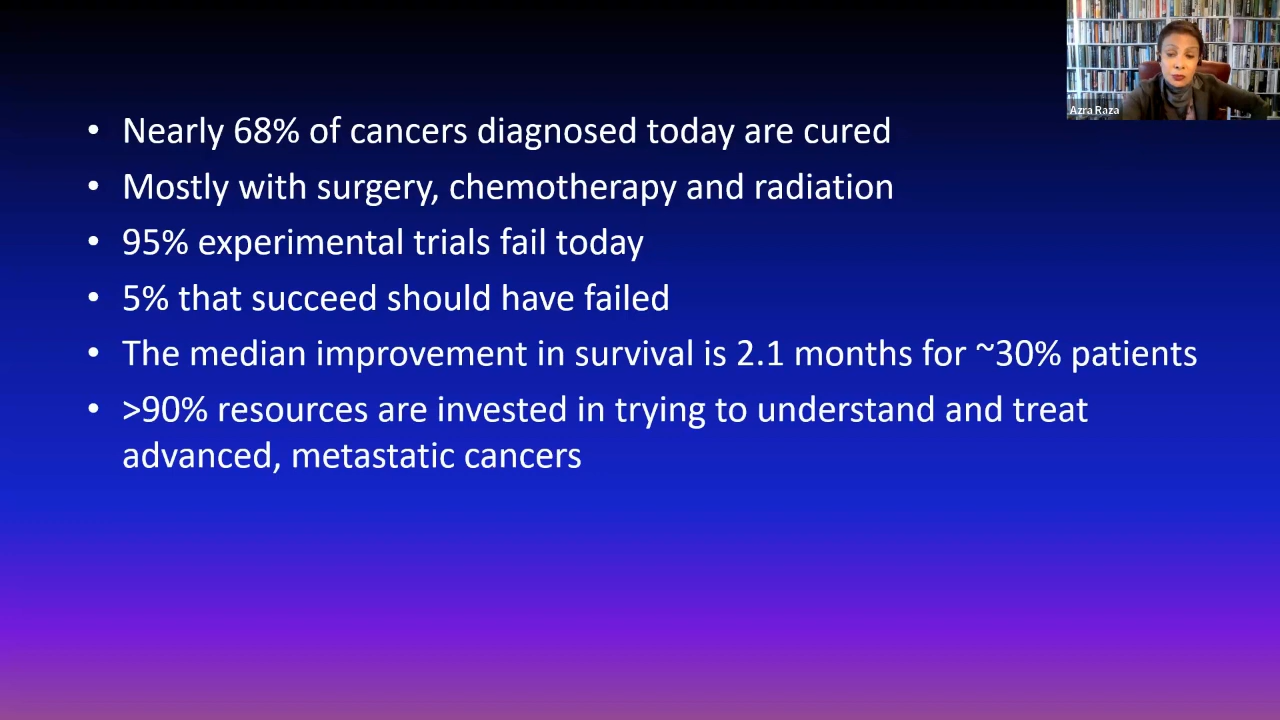 Azra Raza
• Nearly 68% of cancers diagnosed today are cured
• Mostly with surgery, chemotherapy and radiation
• 95% experimental trials fail today
• 5% that succeed should have failed
• The median improvement in survival is 2.1 months for ~30% patients
• >90% resources are invested in trying to understand and treat
advanced, metastatic cancers